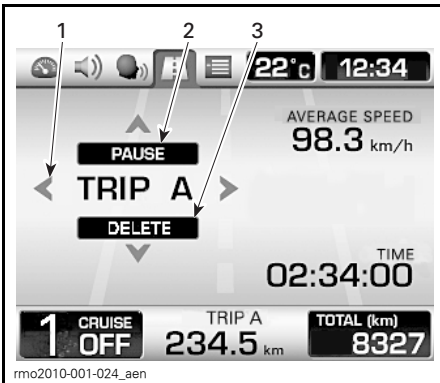 1 2 3
22°c 12:34
AVERAGE SPEED
98.3 km/h
PAUSE
TRIP A
DELETE
TIME
02:34:00
1 CRUISE OFF
TRIP A
234.5 km
TOTAL (km)
8327
rmo2010-001-024_aen